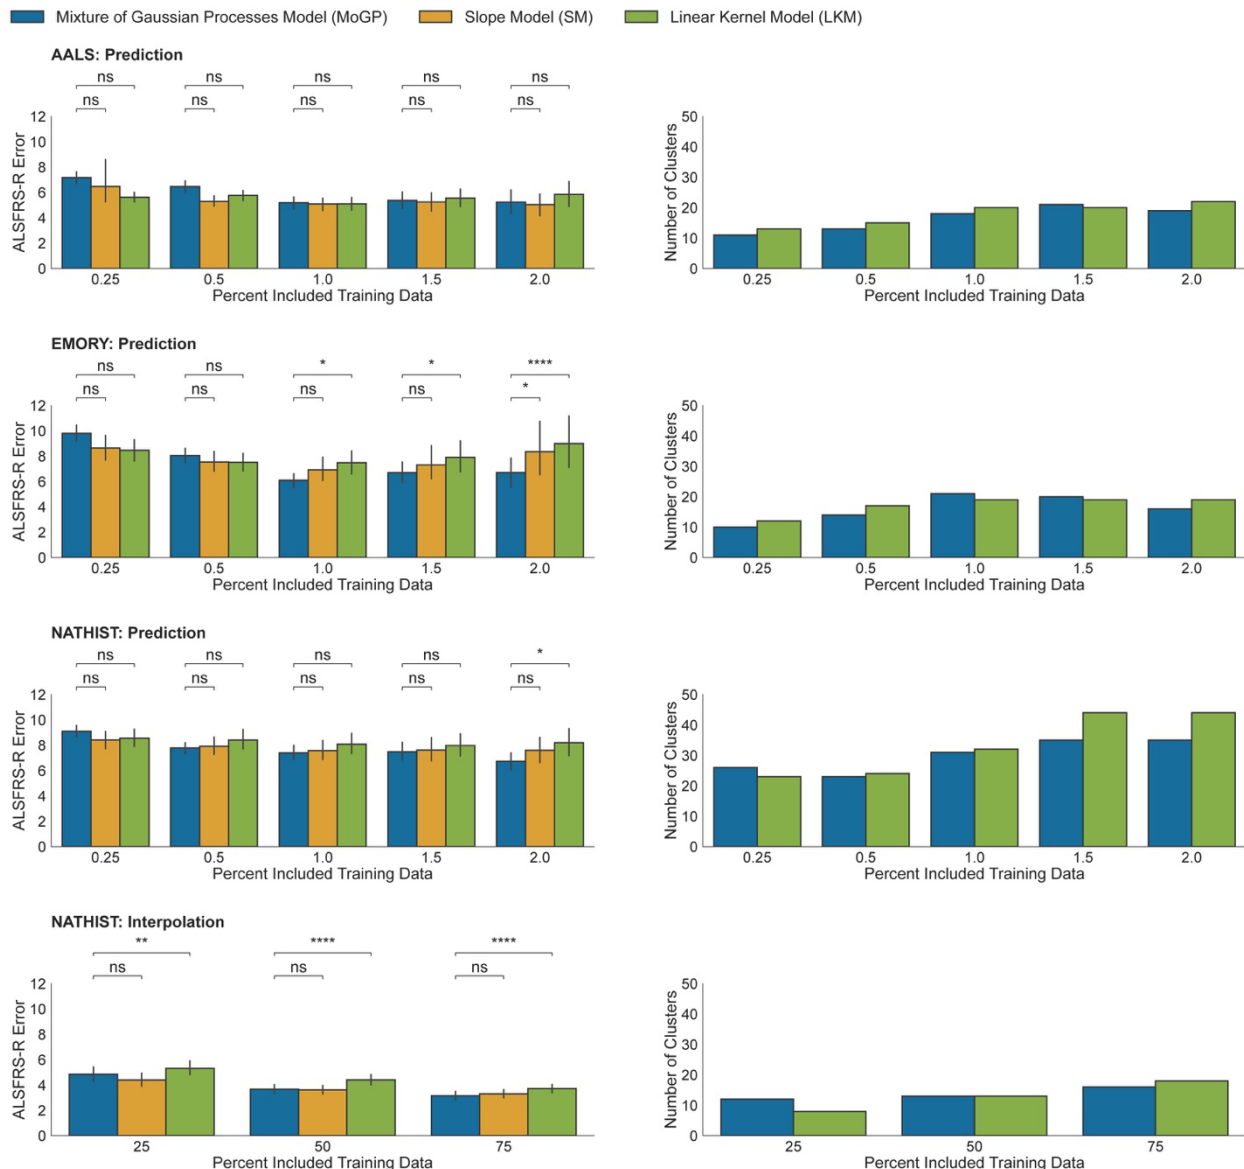 Mixture of Gaussian Processes Model (MoGP) Slope Model (SM) Linear Kernel Model (LKM)
AALS: Prediction
ns ns ns ns ns
ns ns ns ns ns
ALSFRS-R Error
12
10
8
6
4
2
0
0.25 0.5 1.0 1.5 2.0
Percent Included Training Data
Number of Clusters
50
40
30
20
10
0
0.25 0.5 1.0 1.5 2.0
Percent Included Training Data
EMORY: Prediction
ns ns * * ****
ns ns ns ns *
ALSFRS-R Error
12
10
8
6
4
2
0
0.25 0.5 1.0 1.5 2.0
Percent Included Training Data
Number of Clusters
50
40
30
20
10
0
0.25 0.5 1.0 1.5 2.0
Percent Included Training Data
NATHIST: Prediction
ns ns ns ns *
ns ns ns ns ns
ALSFRS-R Error
12
10
8
6
4
2
0
0.25 0.5 1.0 1.5 2.0
Percent Included Training Data
Number of Clusters
50
40
30
20
10
0
0.25 0.5 1.0 1.5 2.0
Percent Included Training Data
NATHIST: Interpolation
** **** ****
ns ns ns
ALSFRS-R Error
12
10
8
6
4
2
0
25 50 75
Percent Included Training Data
Number of Clusters
50
40
30
20
10
0
25 50 75
Percent Included Training Data